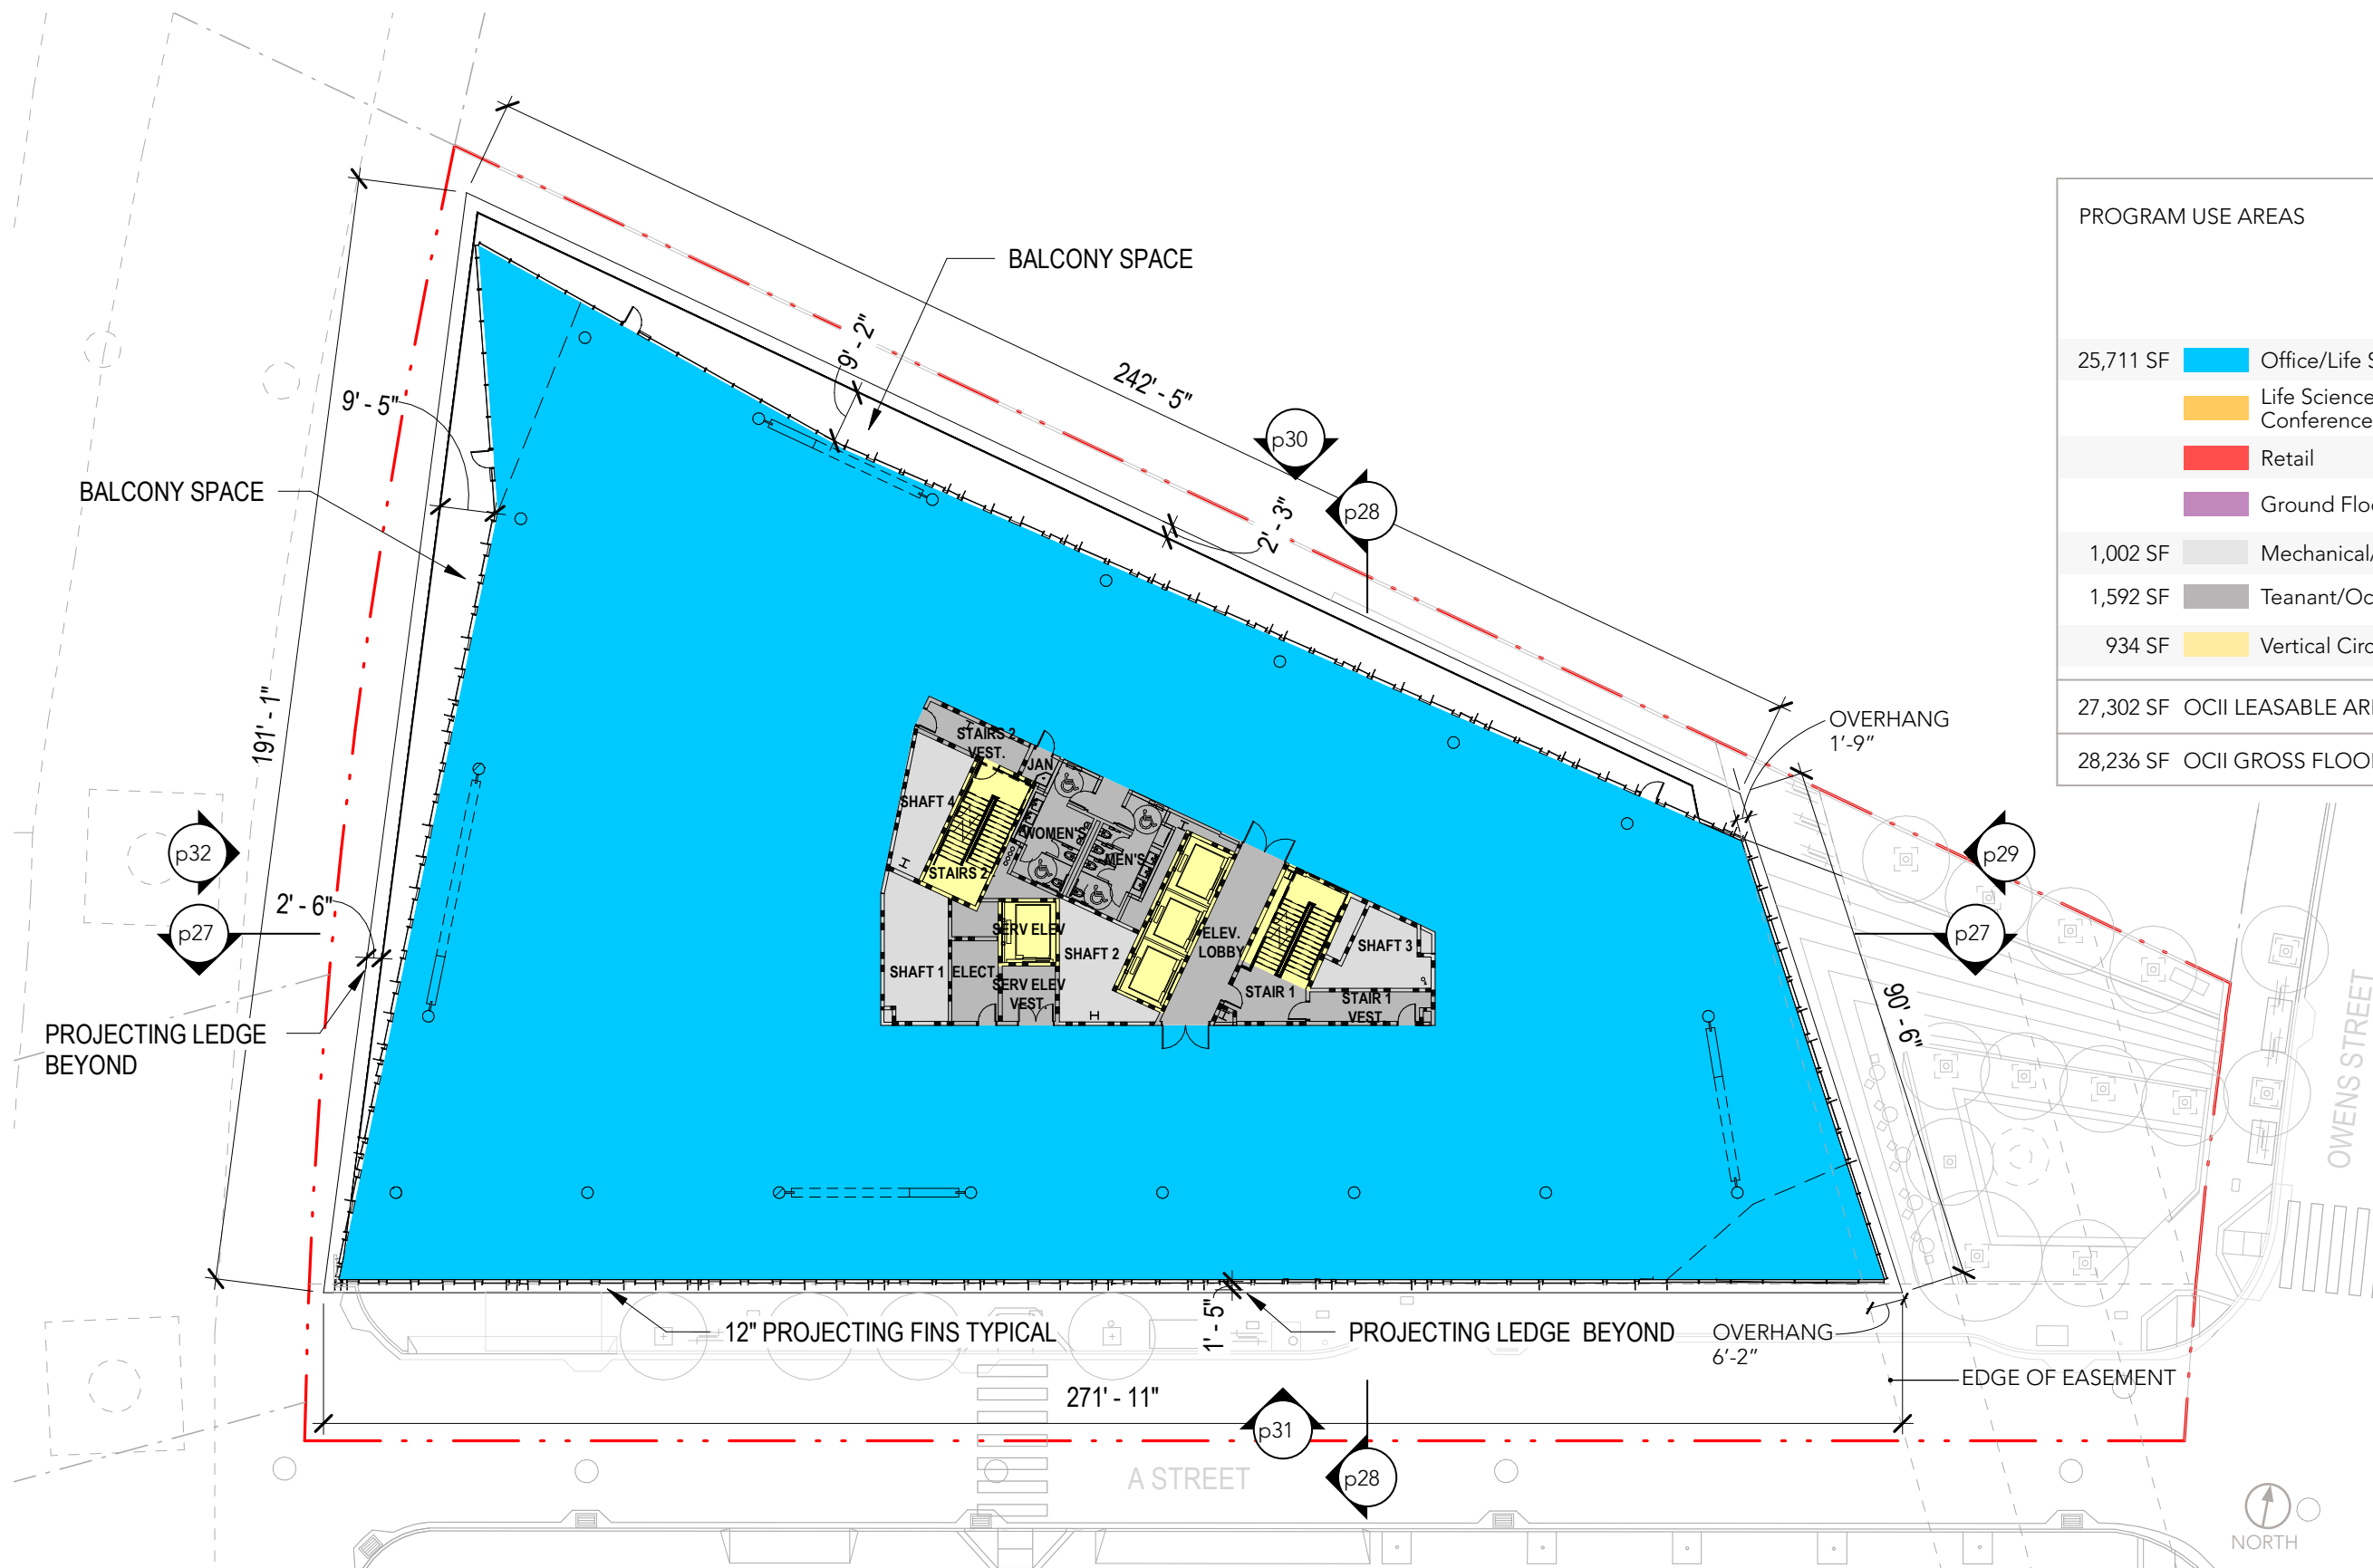 PROGRAM USE AREAS
25,711 SF Office/Life S
Life Science
Conference
Retail
Ground Floo
1,002 SF Mechanical/
1,592 SF Teanant/Oc
934 SF Vertical Circ
27,302 SF OCII LEASABLE ARE
28,236 SF OCII GROSS FLOO
BALCONY SPACE
9' - 2"
242' - 5"
p30
p28
2' - 3"
9' - 5"
BALCONY SPACE
191' - 1"
OVERHANG
1'-9"
p32
p27
2' - 6"
PROJECTING LEDGE
BEYOND
STAIRS 2
VEST.
JAN
SHAFT 4
WOMEN'S
MEN'S
STAIRS 2
SERV ELEV
SHAFT 1
ELECT.
SERV ELEV
VEST.
SHAFT 2
ELEV.
LOBBY
SHAFT 3
STAIR 1
STAIR 1
VEST
p29
p27
90' - 6"
OWENS STREET
12" PROJECTING FINS TYPICAL
1' - 5"
PROJECTING LEDGE BEYOND
OVERHANG
6'-2"
EDGE OF EASEMENT
271' - 11"
p31
p28
A STREET
NORTH